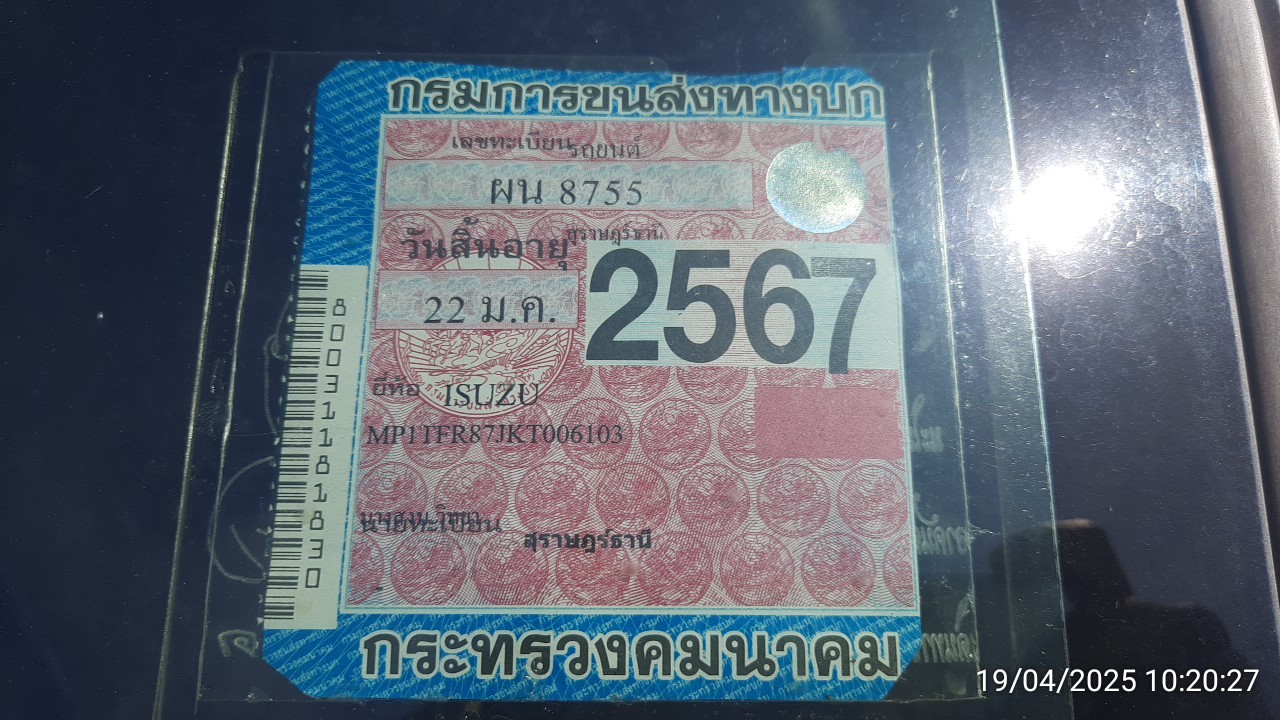 กรมการขนส่งทางบก
เลขทะเบียนรถยนต์
ผน 8755
สุราษฎร์ธานี
วันสิ้นอายุ
22 ม.ค.
2567
ยี่ห้อ ISUZU
MP1TFR87JKT006103
นายทะเบียน
สุราษฎร์ธานี
กระทรวงคมนาคม
8003118181830
19/04/2025 10:20:27